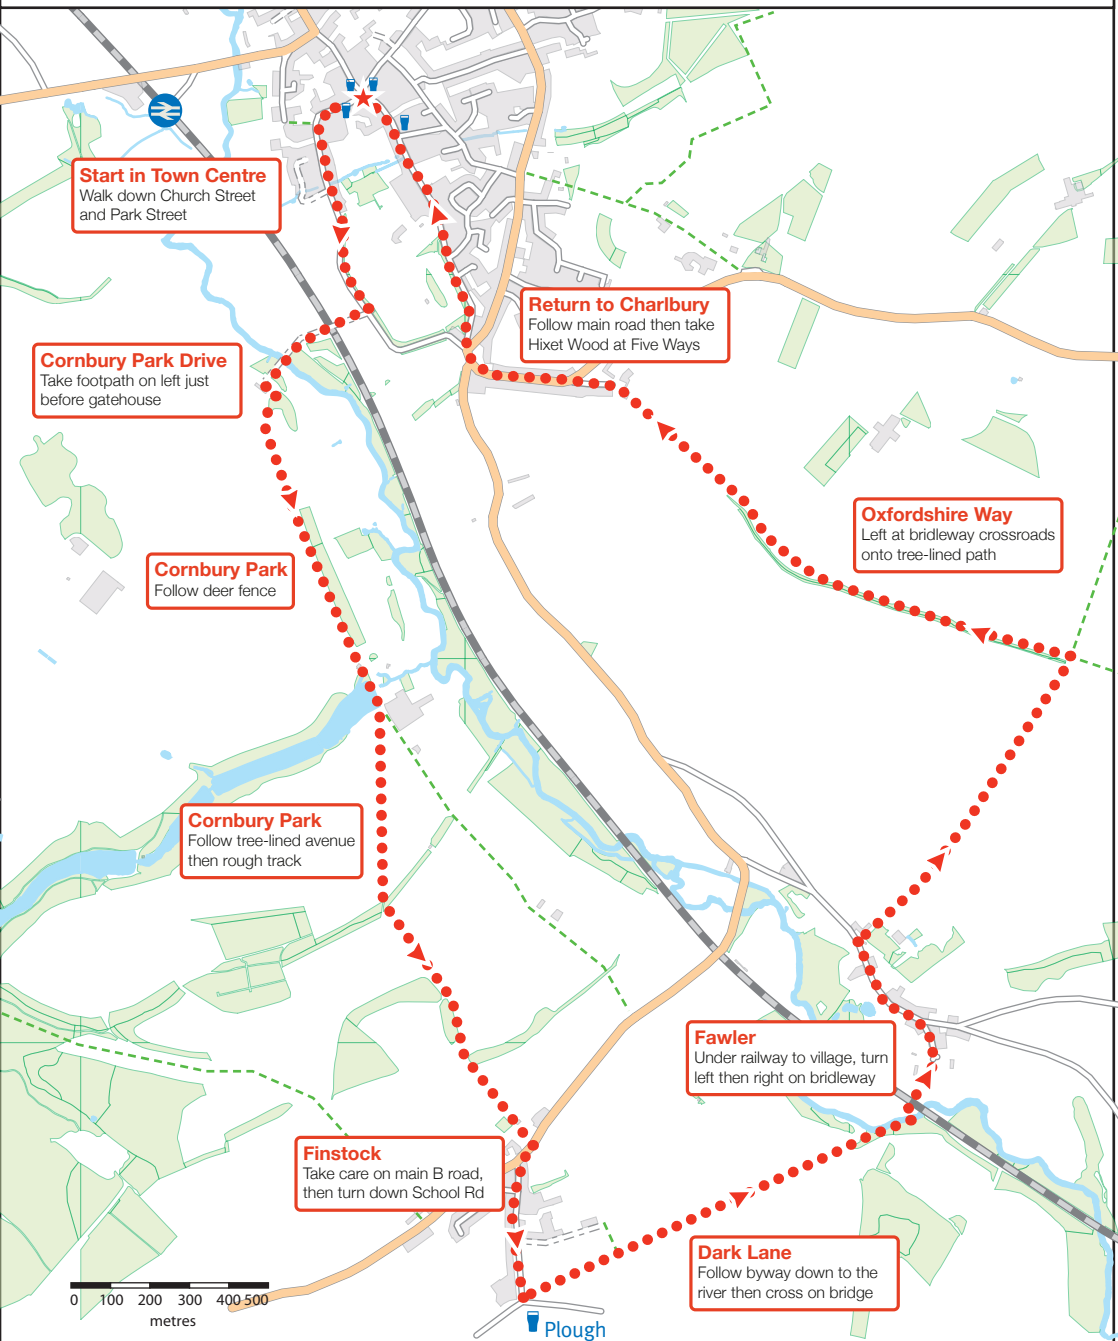 Start in Town Centre
Walk down Church Street
and Park Street
Return to Charlbury
Follow main road then take
Hixet Wood at Five Ways
Cornbury Park Drive
Take footpath on left just
before gatehouse
Oxfordshire Way
Left at bridleway crossroads
onto tree-lined path
Cornbury Park
Follow deer fence
Cornbury Park
Follow tree-lined avenue
then rough track
Fawler
Under railway to village, turn
left then right on bridleway
Finstock
Take care on main B road,
then turn down School Rd
Dark Lane
Follow byway down to the
river then cross on bridge
0 100 200 300 400 500
metres
Plough